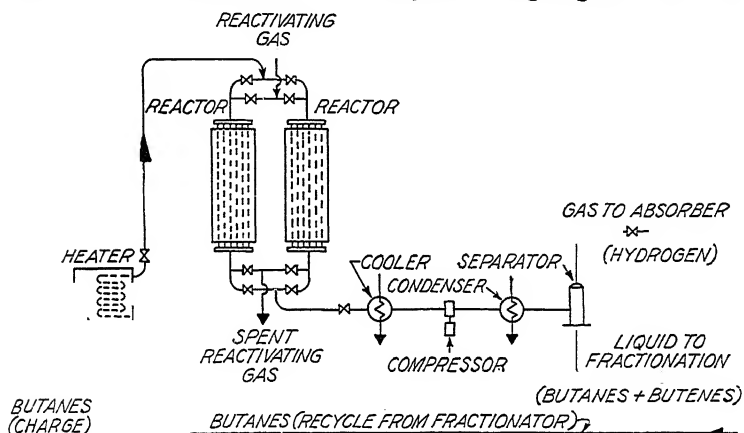 REACTIVATING
GAS
REACTOR
REACTOR
HEATER
GAS TO ABSORBER
(HYDROGEN)
COOLER
SEPARATOR
CONDENSER
SPENT
REACTIVATING
GAS
COMPRESSOR
LIQUID TO
FRACTIONATION
(BUTANES + BUTENES)
BUTANES
(CHARGE)
BUTANES (RECYCLE FROM FRACTIONATOR)